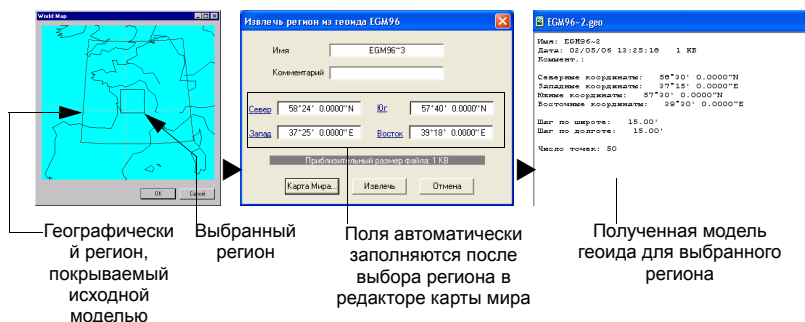 World Map
OK Cancel
Извлечь регион из геоида EGM96
Имя EGM96~3
Комментарий
Север 58°24' 0.0000"N Юг 57°40' 0.0000"N
Запад 37°25' 0.0000"E Восток 39°18' 0.0000"E
Приблизительный размер файла: 1 KB
Карта Мира... Извлечь Отмена
EGM96~2.geo
Имя: EGM96~2
Дата: 02/05/06 13:25:18 1 KB
Коммент.:
Северные координаты: 58°30' 0.0000"N
Западные координаты: 37°15' 0.0000"E
Южные координаты: 57°30' 0.0000"N
Восточные координаты: 39°30' 0.0000"E
Шаг по широте: 15.00'
Шаг по долготе: 15.00'
Число точек: 50
Географически
й регион,
покрываемый
исходной
моделью
Выбранный
регион
Поля автоматически
заполняются после
выбора региона в
редакторе карты мира
Полученная модель
геоида для выбранного
региона